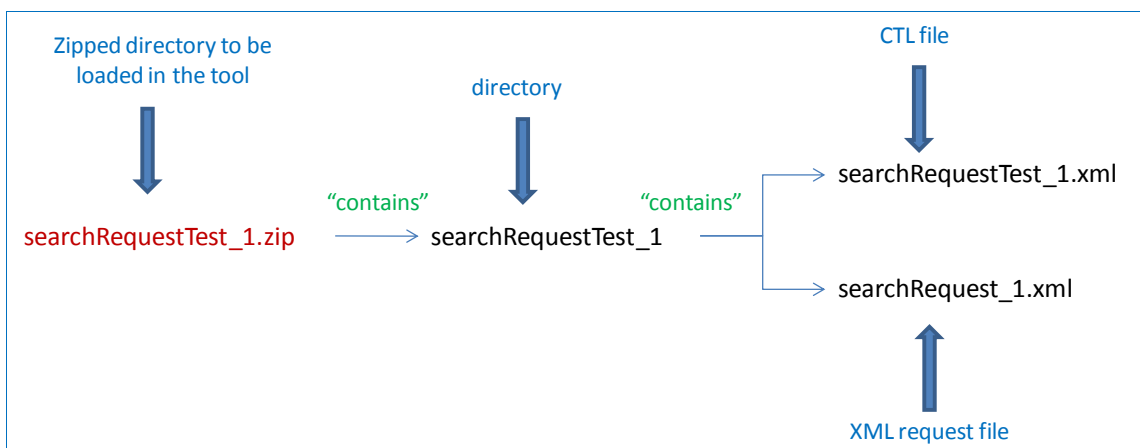 Zipped directory to be
loaded in the tool
directory
CTL file
searchRequestTest_1.zip
“contains”
searchRequestTest_1
“contains”
searchRequestTest_1.xml
searchRequest_1.xml
XML request file